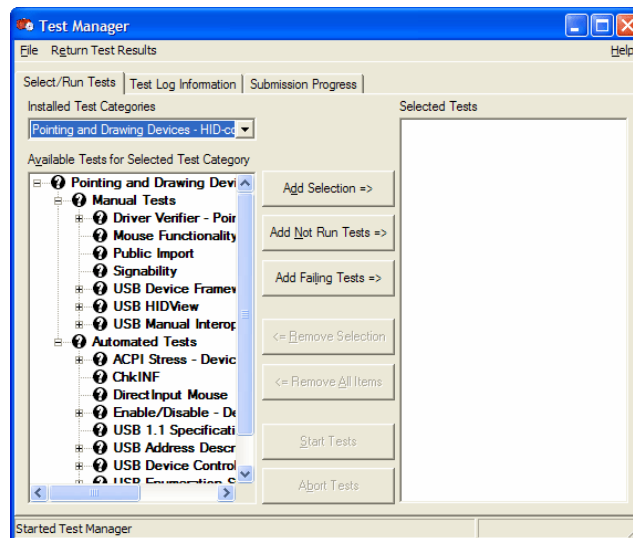 Test Manager
File Return Test Results Help
Select/Run Tests Test Log Information Submission Progress
Installed Test Categories Selected Tests
Pointing and Drawing Devices - HID-co
Available Tests for Selected Test Category
Pointing and Drawing Devi
Manual Tests
Driver Verifier - Poin
Mouse Functionality
Public Import
Signability
USB Device Framew
USB HIDView
USB Manual Interop
Automated Tests
ACPI Stress - Devic
ChkINF
DirectInput Mouse
Enable/Disable - De
USB 1.1 Specificati
USB Address Descr
USB Device Control
USB Enumeration S
Add Selection =>
Add Not Run Tests =>
Add Failing Tests =>
<= Remove Selection
<= Remove All Items
Start Tests
Abort Tests
Started Test Manager